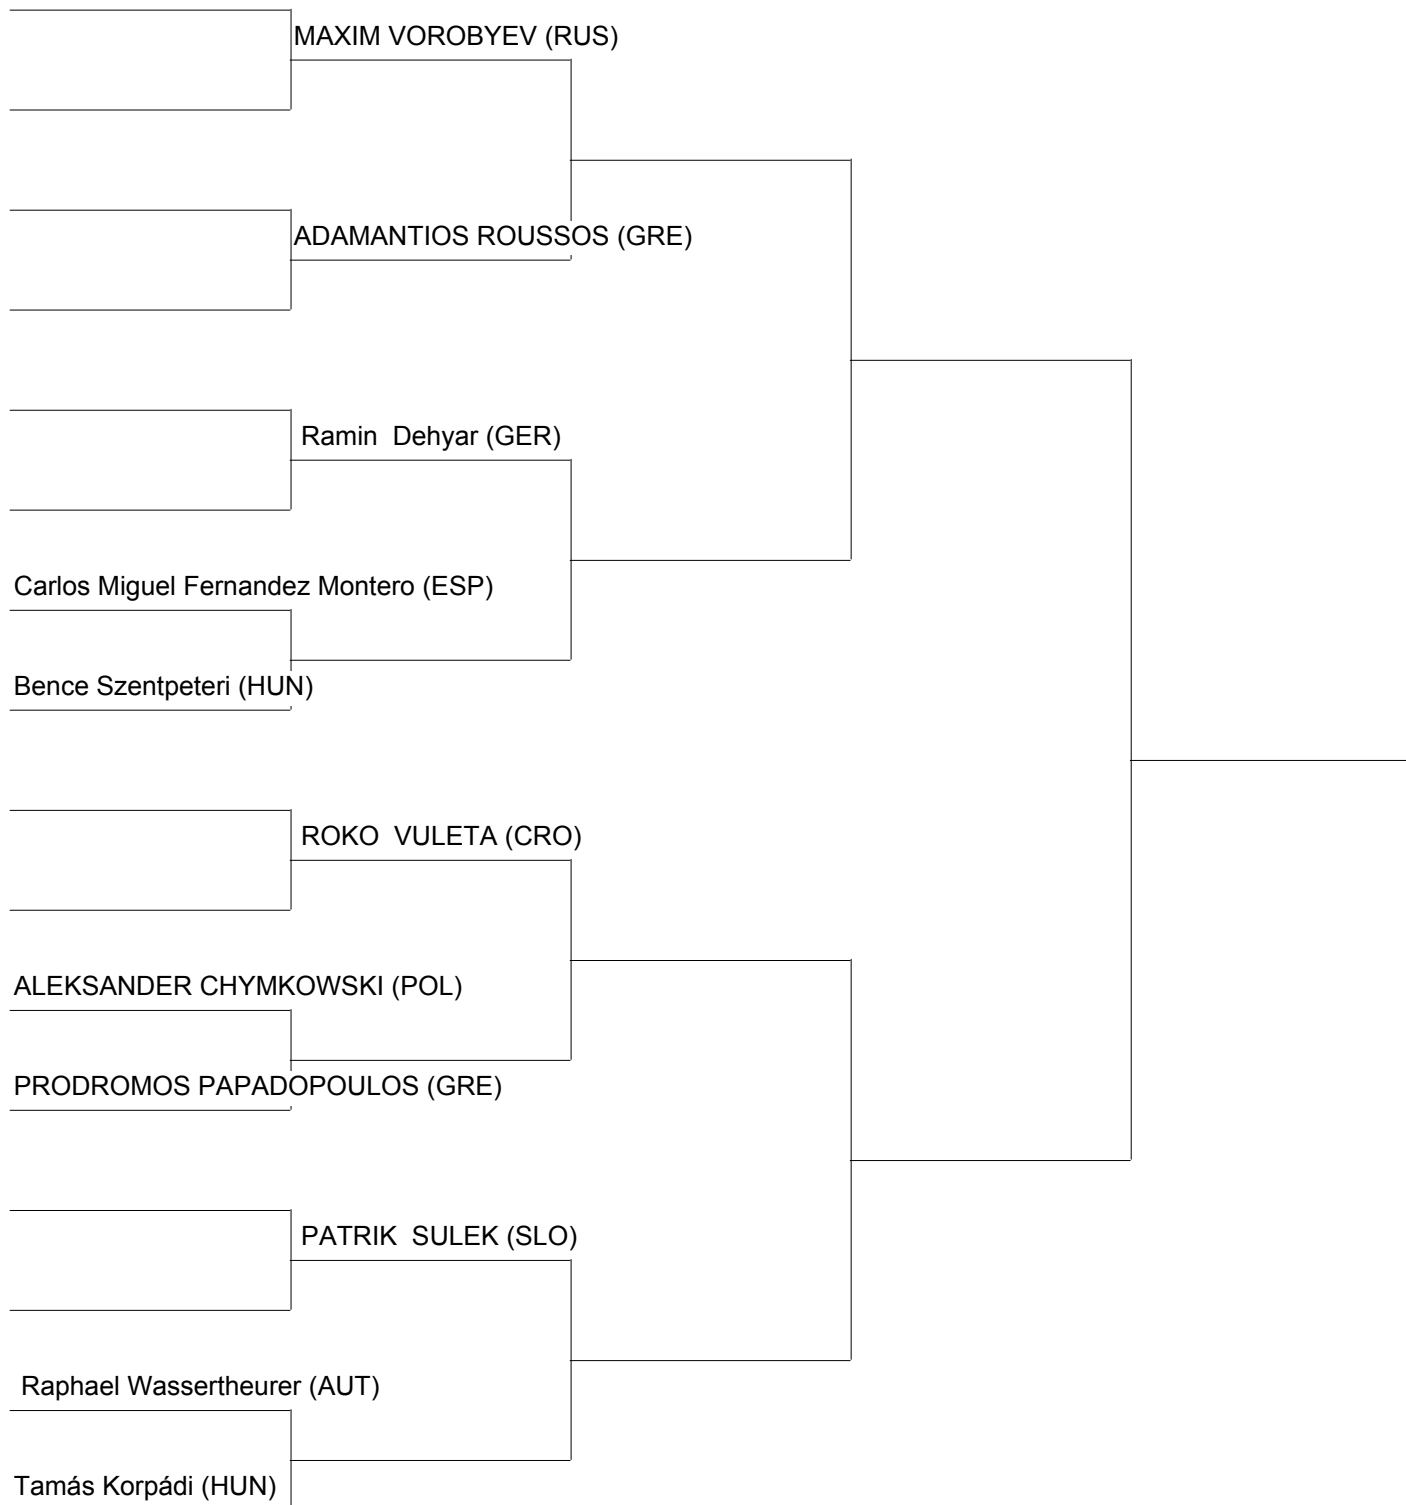 MAXIM VOROBYEV (RUS)
ADAMANTIOS ROUSSOS (GRE)
Ramin  Dehyar (GER)
Carlos Miguel Fernandez Montero (ESP)
Bence Szentpeteri (HUN)
ROKO  VULETA (CRO)
ALEKSANDER CHYMKOWSKI (POL)
PRODROMOS PAPADOPOULOS (GRE)
PATRIK  SULEK (SLO)
Raphael Wassertheurer (AUT)
Tamás Korpádi (HUN)